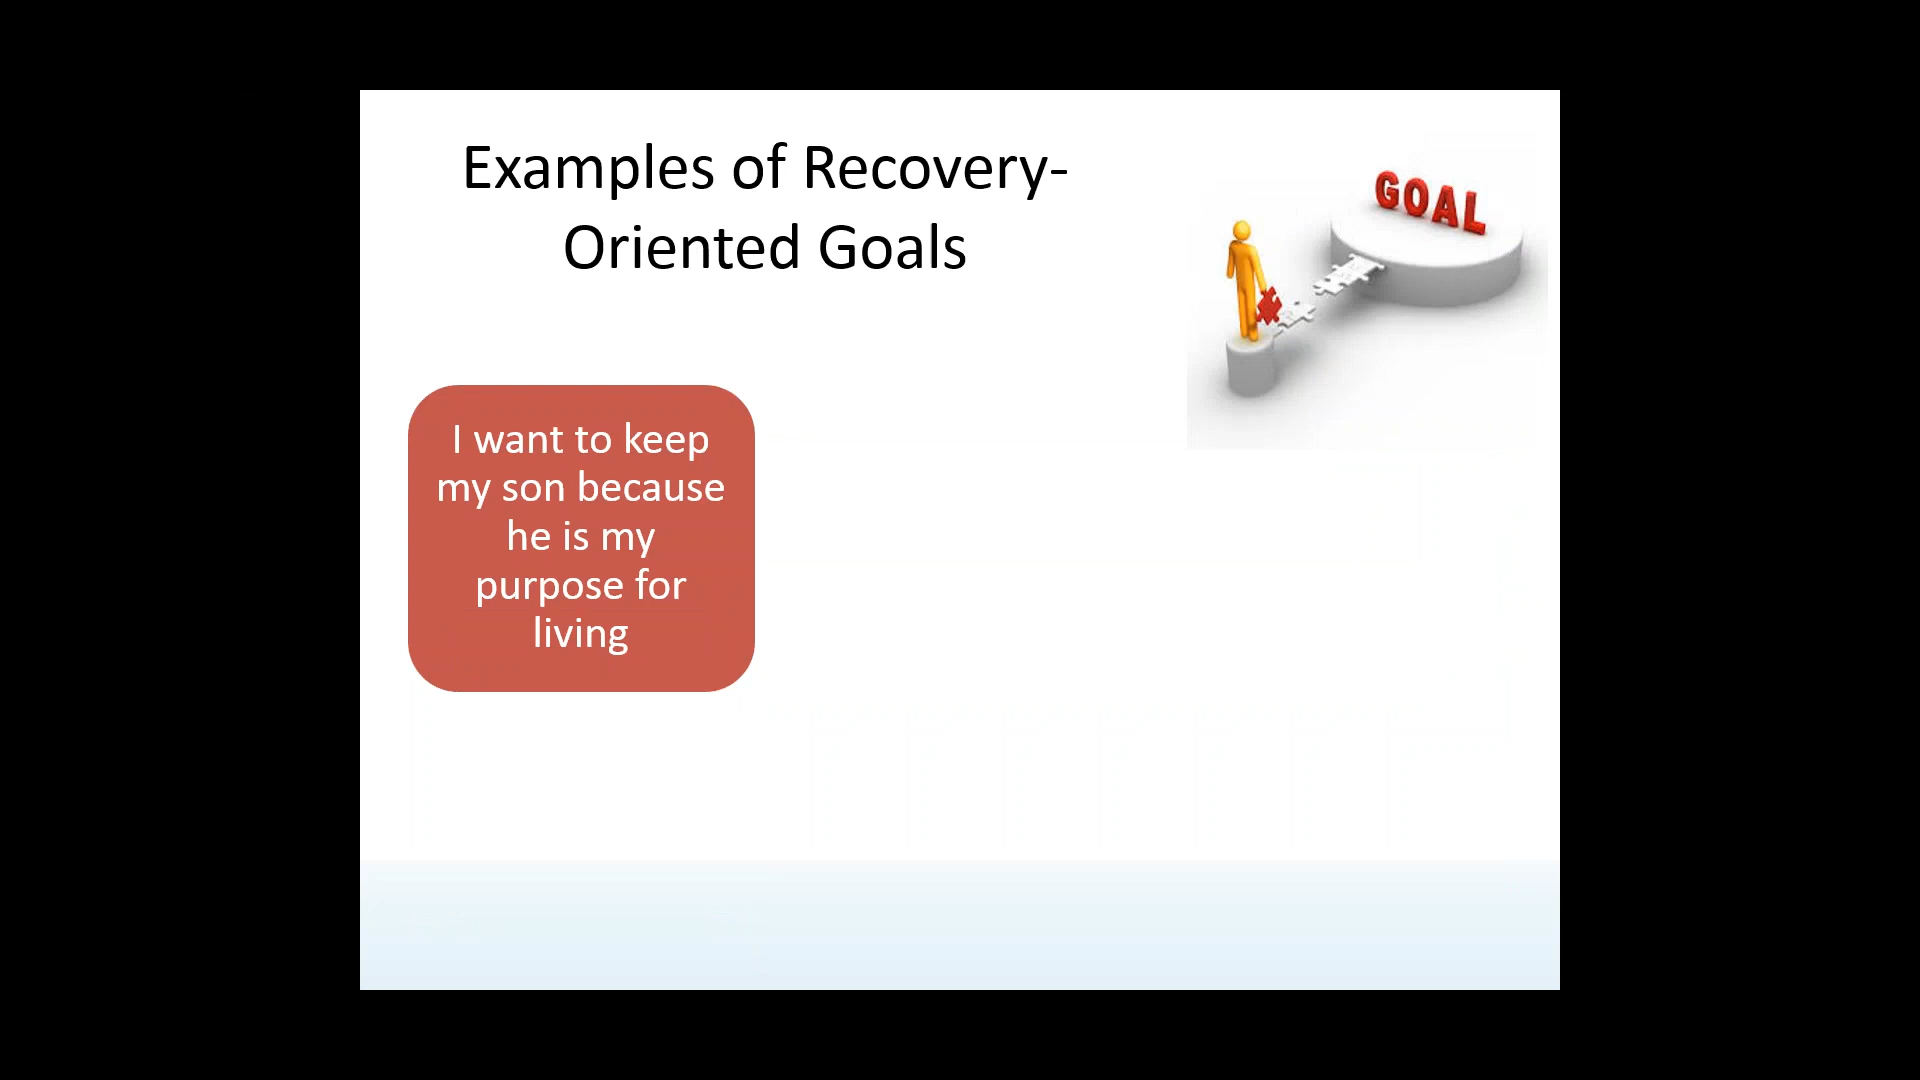 Examples of Recovery-
Oriented Goals
GOAL
I want to keep
my son because
he is my
purpose for
living